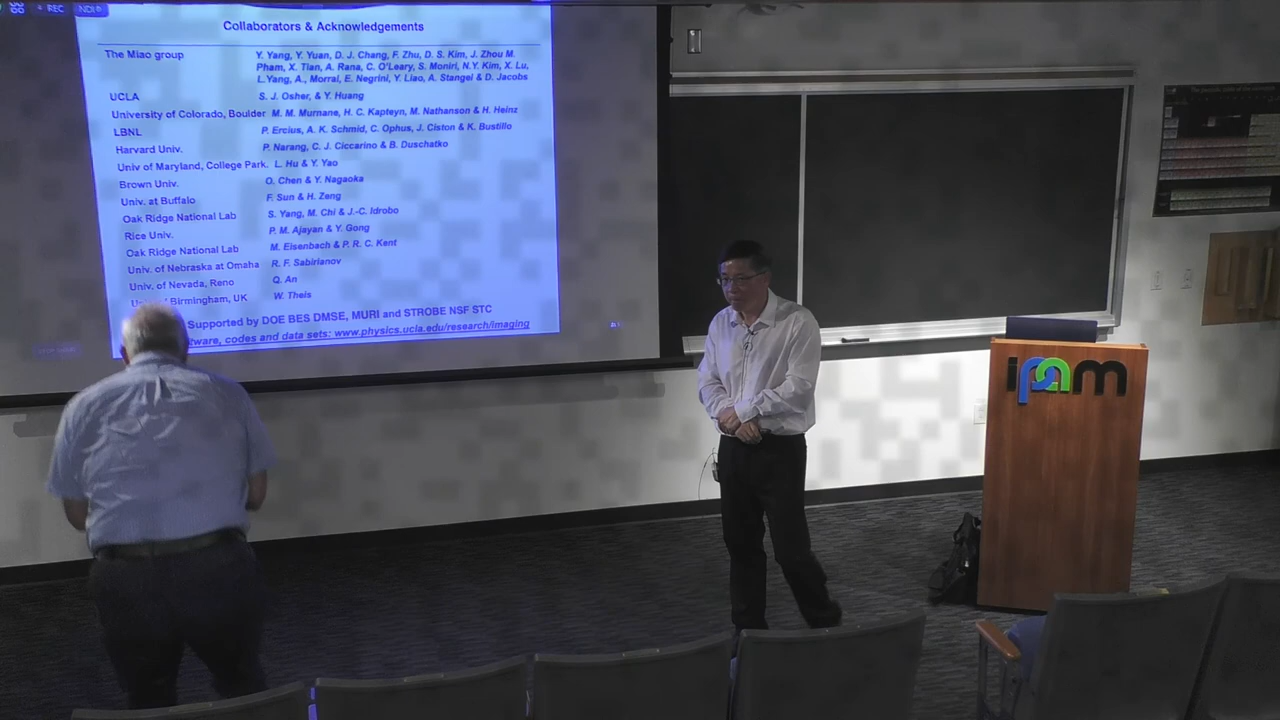 REC
Collaborators & Acknowledgements
The Miao group Y. Yang, Y. Yuan, D. J. Chang, F. Zhu, D. S. Kim, J. Zhou M.
Pham, X. Tian, A. Rana, C. O'Leary, S. Moniri, N.Y. Kim, X. Lu,
L.Yang, A., Morral, E. Negrini, Y. Liao, A. Stangel & D. Jacobs
UCLA S. J. Osher, & Y. Huang
University of Colorado, Boulder M. M. Murnane, H. C. Kapteyn, M. Nathanson & H. Heinz
LBNL P. Ercius, A. K. Schmid, C. Ophus, J. Ciston & K. Bustillo
Harvard Univ. P. Narang, C. J. Ciccarino & B. Duschatko
Univ of Maryland, College Park. L. Hu & Y. Yao
Brown Univ. O. Chen & Y. Nagaoka
Univ. at Buffalo F. Sun & H. Zeng
Oak Ridge National Lab S. Yang, M. Chi & J.-C. Idrobo
Rice Univ. P. M. Ajayan & Y. Gong
Oak Ridge National Lab M. Eisenbach & P. R. C. Kent
Univ. of Nebraska at Omaha R. F. Sabirianov
Univ. of Nevada, Reno Q. An
Birmingham, UK W. Theis
Supported by DOE BES DMSE, MURI and STROBE NSF STC
codes and data sets: www.physics.ucla.edu/research/imaging
ipam